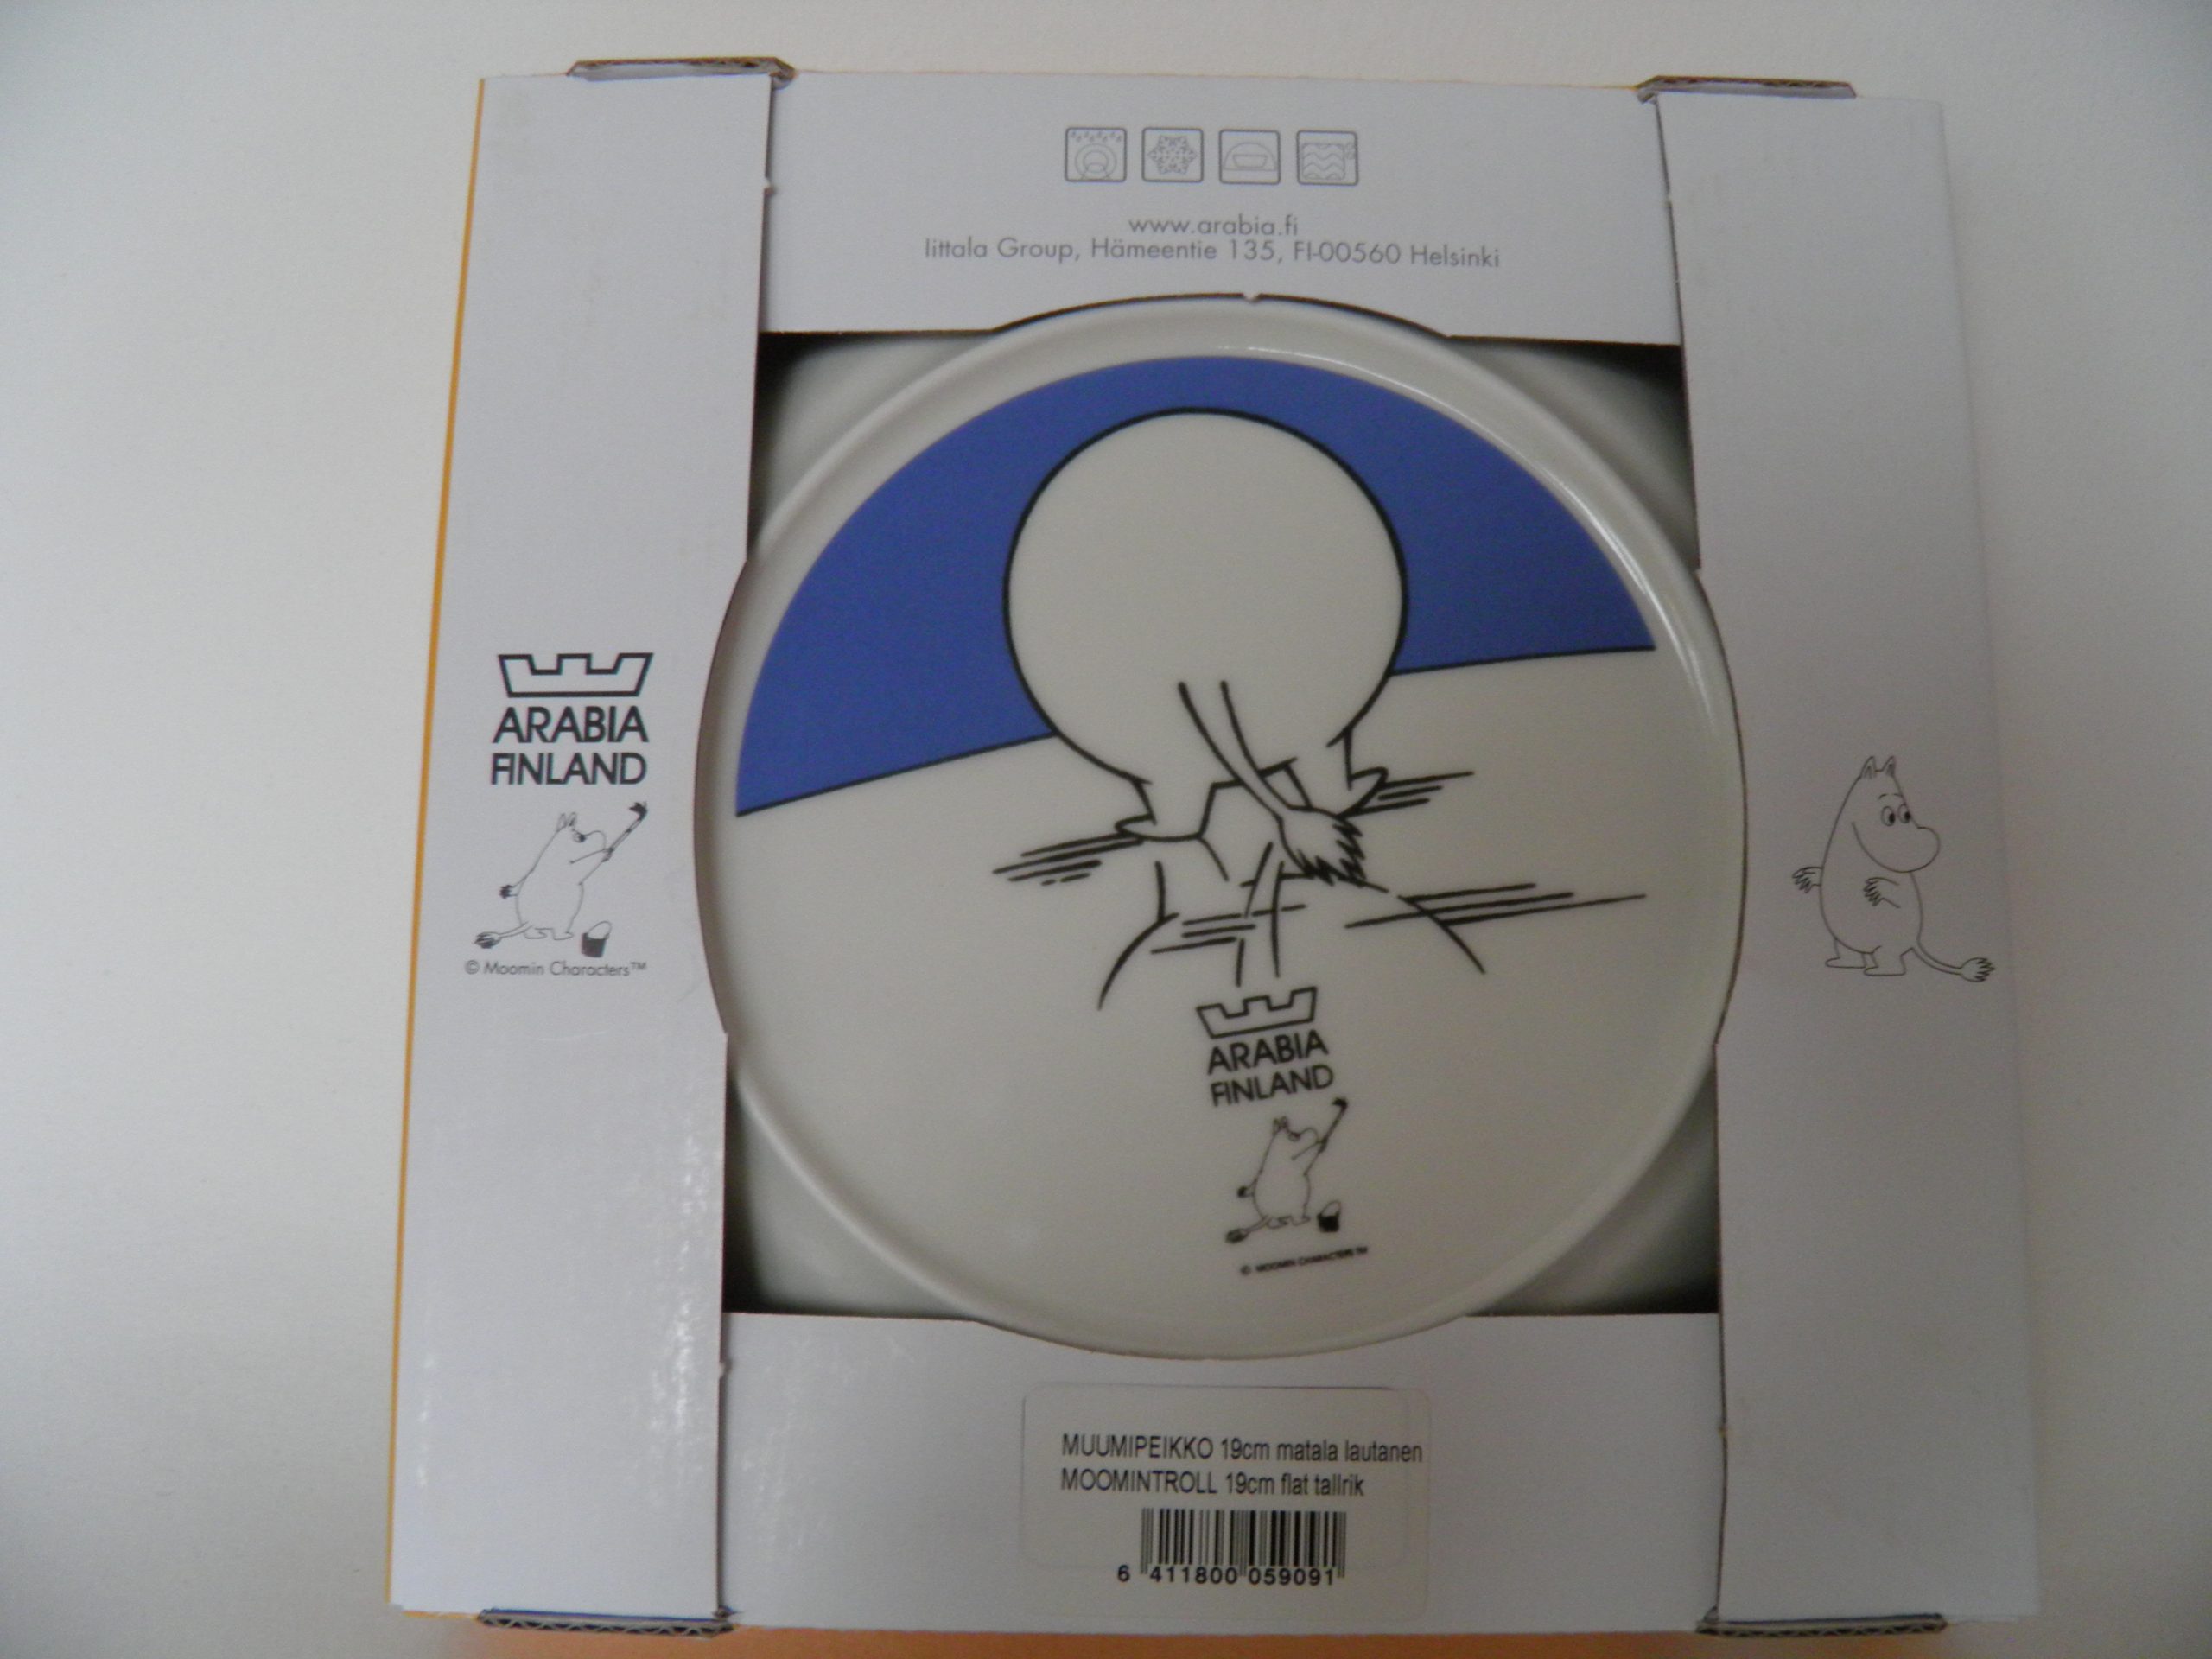 www.arabia.fi
Iittala Group, Hämeentie 135, FI-00560 Helsinki
ARABIA
FINLAND
© Moomin Characters™
ARABIA
FINLAND
© MOOMIN CHARACTERS ™
MUUMIPEIKKO 19cm matala lautanen
MOOMINTROLL 19cm flat tallrik
6 411800 059091